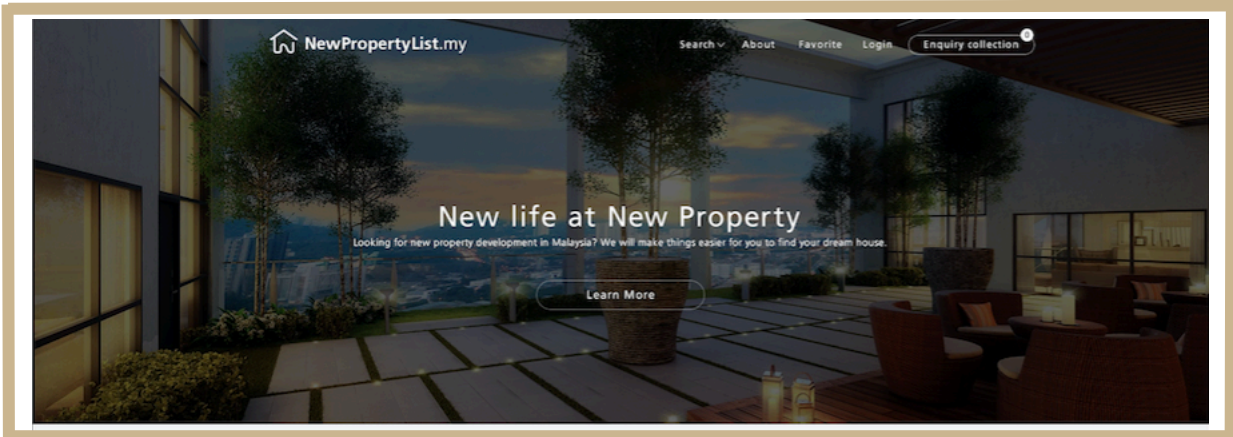 NewPropertyList.my
Search About Favorite Login Enquiry collection 0
New life at New Property
Looking for new property development in Malaysia? We will make things easier for you to find your dream house.
Learn More